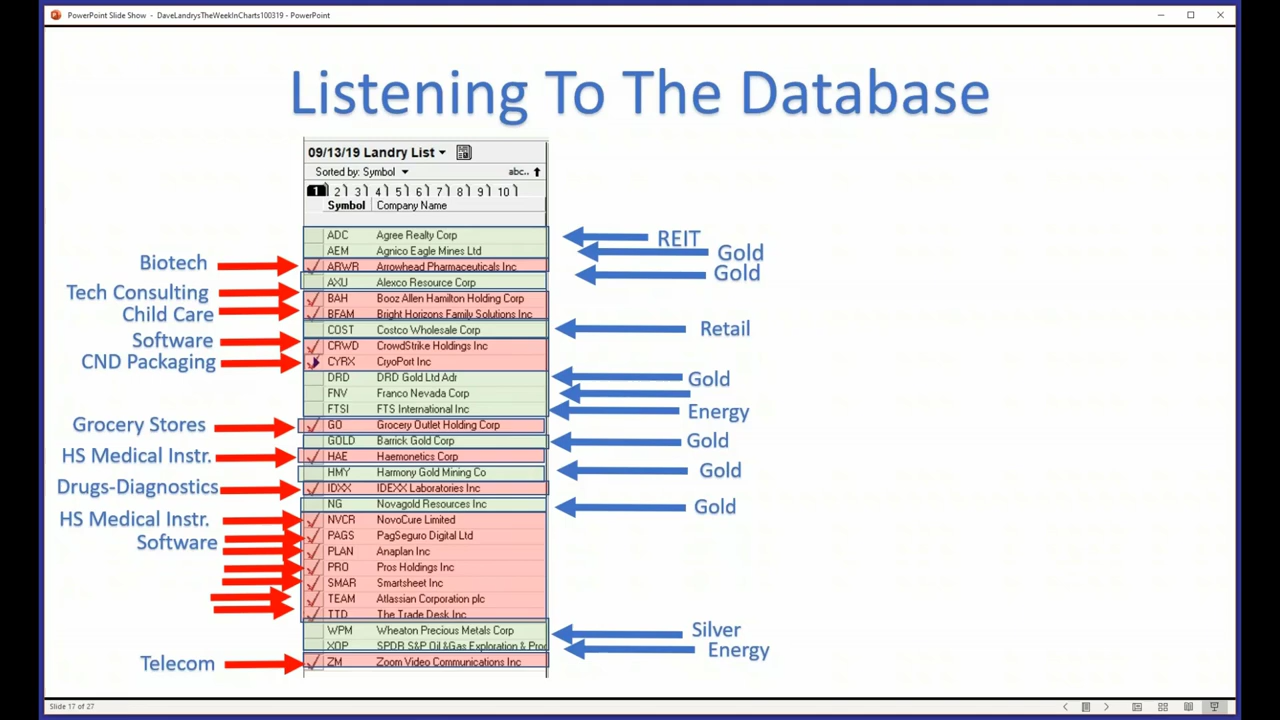 PowerPoint Slide Show - DaveLandrysTheWeekInCharts100319 - PowerPoint
Listening To The Database
09/13/19 Landry List
Sorted by: Symbol abc..
1 2 3 4 5 6 7 8 9 10
Symbol Company Name
ADC Agree Realty Corp REIT
AEM Agnico Eagle Mines Ltd Gold
Biotech ARWR Arrowhead Pharmaceuticals Inc
AXU Alexco Resource Corp Gold
Tech Consulting BAH Booz Allen Hamilton Holding Corp
Child Care BFAM Bright Horizons Family Solutions Inc
COST Costco Wholesale Corp Retail
Software CRWD CrowdStrike Holdings Inc
CND Packaging CYRX CryoPort Inc
DRD DRD Gold Ltd Adr Gold
FNV Franco Nevada Corp
FTSI FTS International Inc Energy
Grocery Stores GO Grocery Outlet Holding Corp
GOLD Barrick Gold Corp Gold
HS Medical Instr. HAE Haemonetics Corp
HMY Harmony Gold Mining Co Gold
Drugs-Diagnostics IDXX IDEXX Laboratories Inc
NG Novagold Resources Inc Gold
HS Medical Instr. NVCR NovoCure Limited
Software PAGS PagSeguro Digital Ltd
PLAN Anaplan Inc
PRO Pros Holdings Inc
SMAR Smartsheet Inc
TEAM Atlassian Corporation plc
TTD The Trade Desk Inc
WPM Wheaton Precious Metals Corp Silver
XOP SPDR S&P Oil &Gas Exploration & Prod Energy
Telecom ZM Zoom Video Communications Inc
Slide 17 of 27